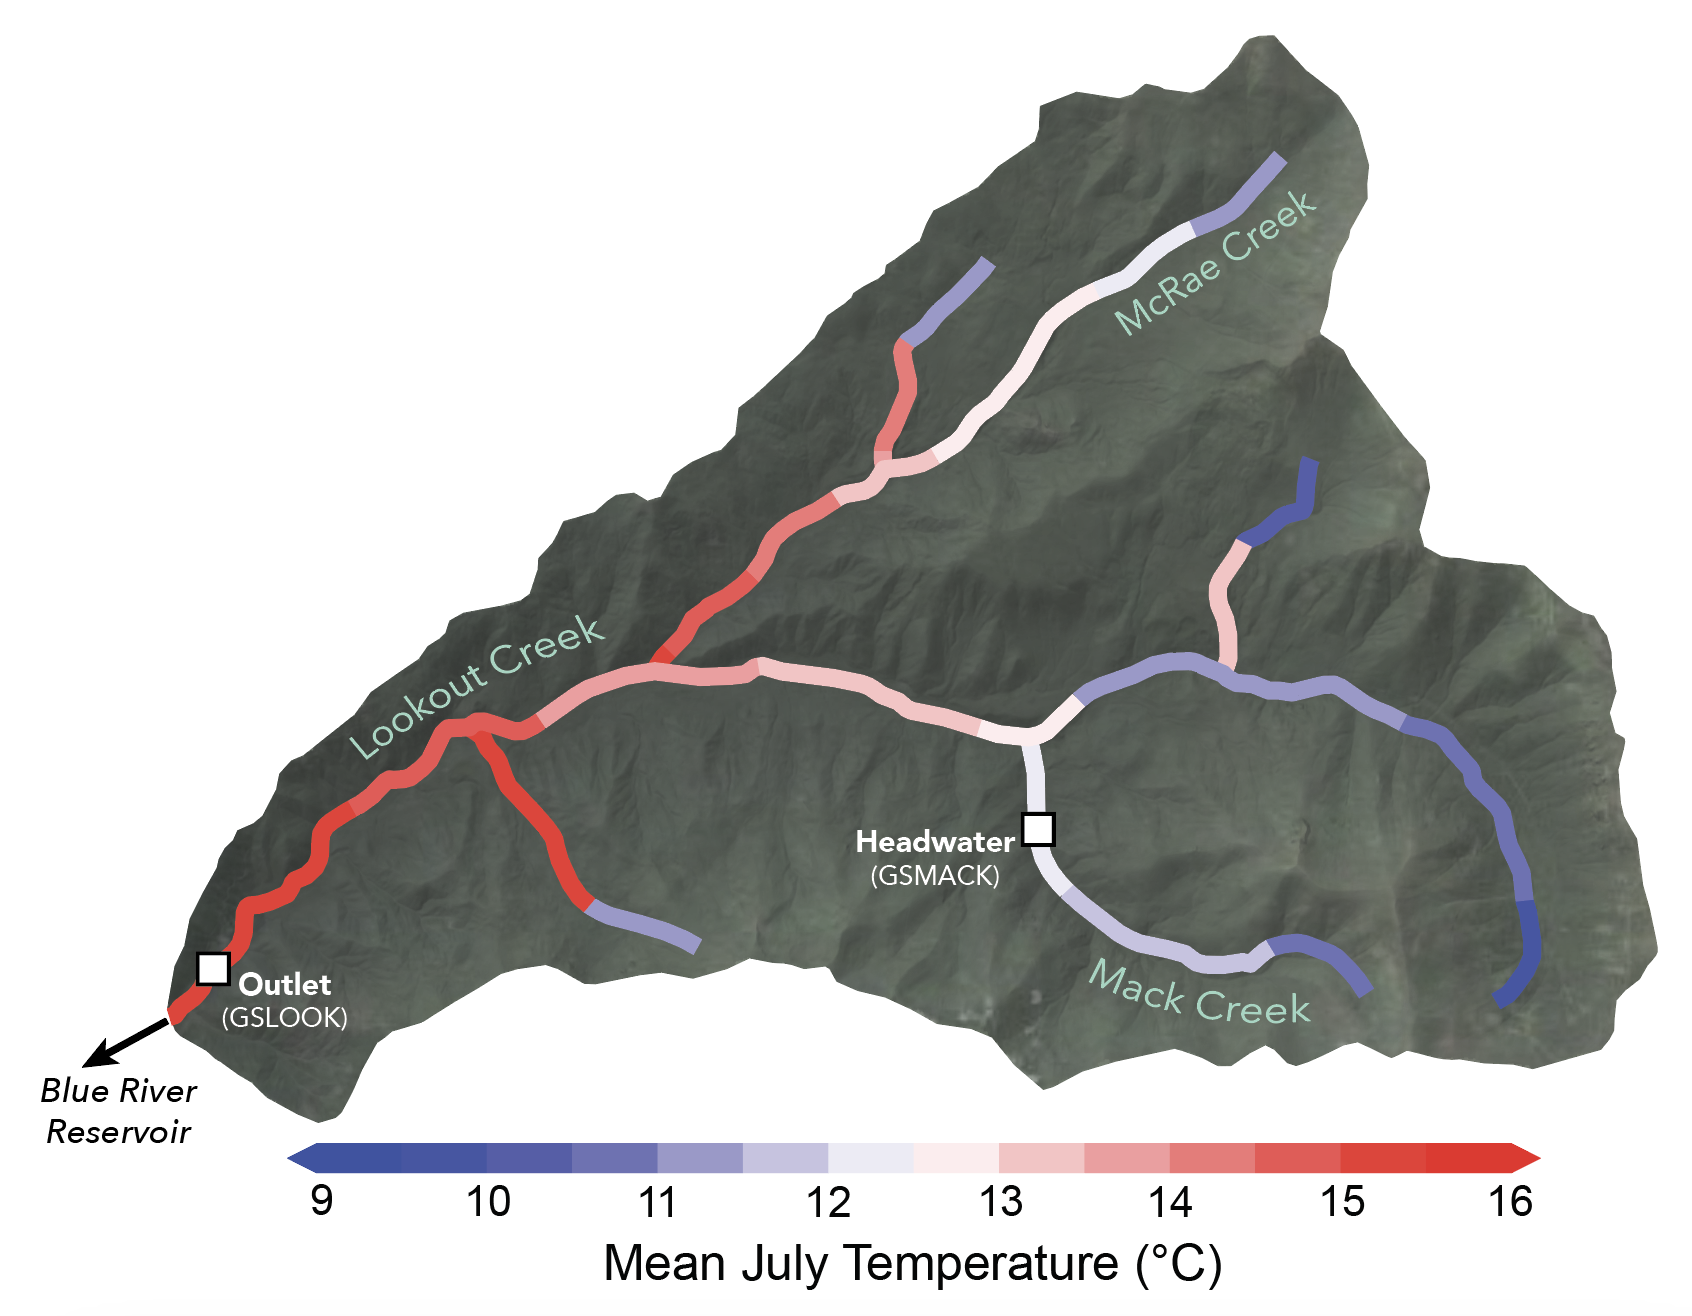 McRae Creek
Lookout Creek
Headwater
(GSMACK)
Mack Creek
Outlet
(GSLOOK)
Blue River
Reservoir
9 10 11 12 13 14 15 16
Mean July Temperature (°C)